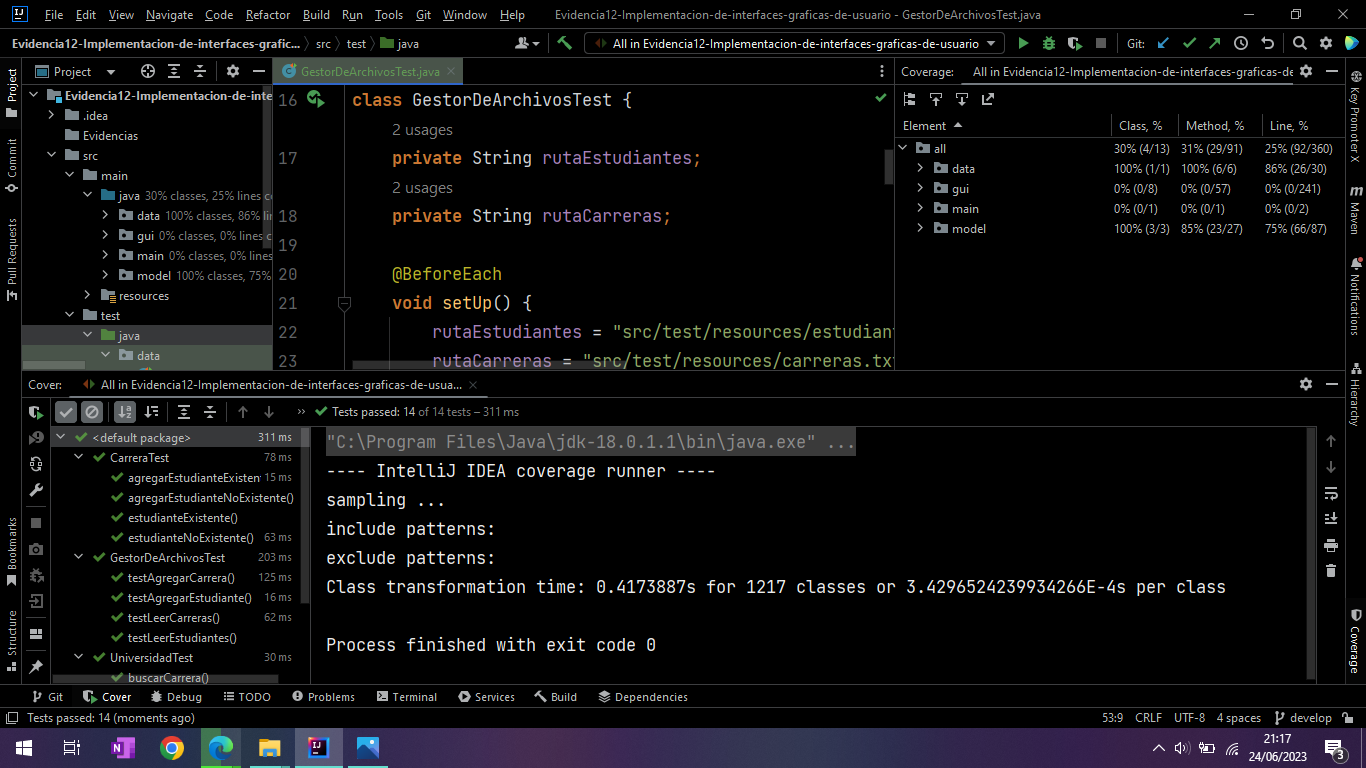 File Edit View Navigate Code Refactor Build Run Tools Git Window Help Evidencia12-Implementacion-de-interfaces-graficas-de-usuario - GestorDeArchivosTest.java
Evidencia12-Implementacion-de-interfaces-grafic... src test java All in Evidencia12-Implementacion-de-interfaces-graficas-de-usuario Git:
Project
Evidencia12-Implementacion-de-inte
.idea
Evidencias
src
main
java 30% classes, 25% lines c
data 100% classes, 86% li
gui 0% classes, 0% lines c
main 0% classes, 0% lines
model 100% classes, 75%
resources
test
java
data
GestorDeArchivosTest.java
16 class GestorDeArchivosTest {
2 usages
17 private String rutaEstudiantes;
2 usages
18 private String rutaCarreras;
19
20 @BeforeEach
21 void setUp() {
22 rutaEstudiantes = "src/test/resources/estudian
23 rutaCarreras = "src/test/resources/carreras.tx
Coverage: All in Evidencia12-Implementacion-de-interfaces-graficas-de
Element Class, % Method, % Line, %
all 30% (4/13) 31% (29/91) 25% (92/360)
data 100% (1/1) 100% (6/6) 86% (26/30)
gui 0% (0/8) 0% (0/57) 0% (0/241)
main 0% (0/1) 0% (0/1) 0% (0/2)
model 100% (3/3) 85% (23/27) 75% (66/87)
Project
Commit
Pull Requests
Bookmarks
Structure
Key Promoter X
m Maven
Notifications
Hierarchy
Coverage
Cover: All in Evidencia12-Implementacion-de-interfaces-graficas-de-usua...
Tests passed: 14 of 14 tests – 311 ms
<default package> 311 ms
CarreraTest 78 ms
agregarEstudianteExisten 15 ms
agregarEstudianteNoExistente()
estudianteExistente()
estudianteNoExistente() 63 ms
GestorDeArchivosTest 203 ms
testAgregarCarrera() 125 ms
testAgregarEstudiante() 16 ms
testLeerCarreras() 62 ms
testLeerEstudiantes()
UniversidadTest 30 ms
buscarCarrera()
"C:\Program Files\Java\jdk-18.0.1.1\bin\java.exe" ...
---- IntelliJ IDEA coverage runner ----
sampling ...
include patterns:
exclude patterns:
Class transformation time: 0.4173887s for 1217 classes or 3.4296524239934266E-4s per class
Process finished with exit code 0
Git Cover Debug TODO Problems Terminal Services Build Dependencies
Tests passed: 14 (moments ago) 53:9 CRLF UTF-8 4 spaces develop
21:17
24/06/2023
3